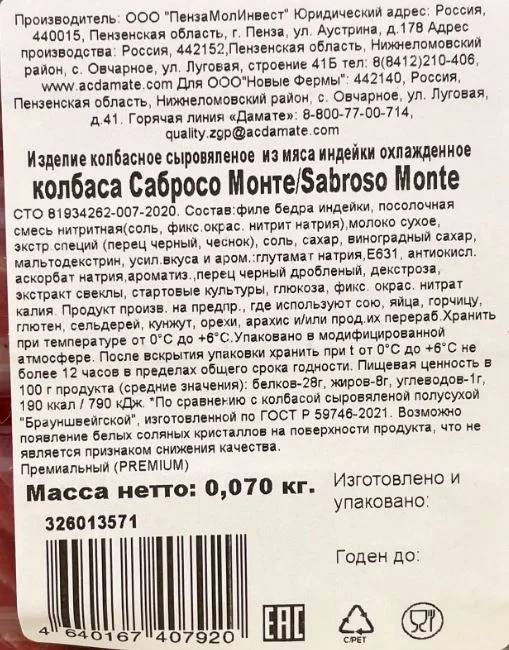 Производитель: ООО "ПензаМолИнвест" Юридический адрес: Россия,
440015, Пензенская область, г. Пенза, ул. Аустрина, д.178 Адрес
производства: Россия, 442152,Пензенская область, Нижнеломовский
район, с. Овчарное, ул. Луговая, строение 41Б тел: 8(8412)210-406,
www.acdamate.com Для ООО"Новые Фермы": 442140, Россия,
Пензенская область, Нижнеломовский район, с. Овчарное, ул. Луговая,
д.41. Горячая линия «Дамате»: 8-800-77-00-714,
quality.zgp@acdamate.com
Изделие колбасное сыровяленое из мяса индейки охлажденное
колбаса Сабросо Монте/Sabroso Monte
СТО 81934262-007-2020. Состав:филе бедра индейки, посолочная
смесь нитритная(соль, фикс.окрас. нитрит натрия),молоко сухое,
экстр.специй (перец черный, чеснок), соль, сахар, виноградный сахар,
мальтодекстрин, усил.вкуса и аром.:глутамат натрия,Е631, антиокисл.
аскорбат натрия,ароматиз.,перец черный дробленый, декстроза,
экстракт свеклы, стартовые культуры, глюкоза, фикс. окрас. нитрат
калия. Продукт произв. на предпр., где используют сою, яйца, горчицу,
глютен, сельдерей, кунжут, орехи, арахис и/или прод.их перераб.Хранить
при температуре от 0°С до +6°С.Упаковано в модифицированной
атмосфере. После вскрытия упаковки хранить при t от 0°С до +6°С не
более 12 часов в пределах общего срока годности. Пищевая ценность в
100 г продукта (средние значения): белков-28г, жиров-8г, углеводов-1г,
190 ккал / 790 кДж. "По сравнению с колбасой сыровяленой полусухой
"Брауншвейгской", изготовленной по ГОСТ Р 59746-2021. Возможно
появление белых соляных кристаллов на поверхности продукта, что не
является признаком снижения качества.
Премиальный (PREMIUM)
Масса нетто: 0,070 кг.
Изготовлено и
упаковано:
326013571
Годен до:
4 640167 407920
EAC
C/PET